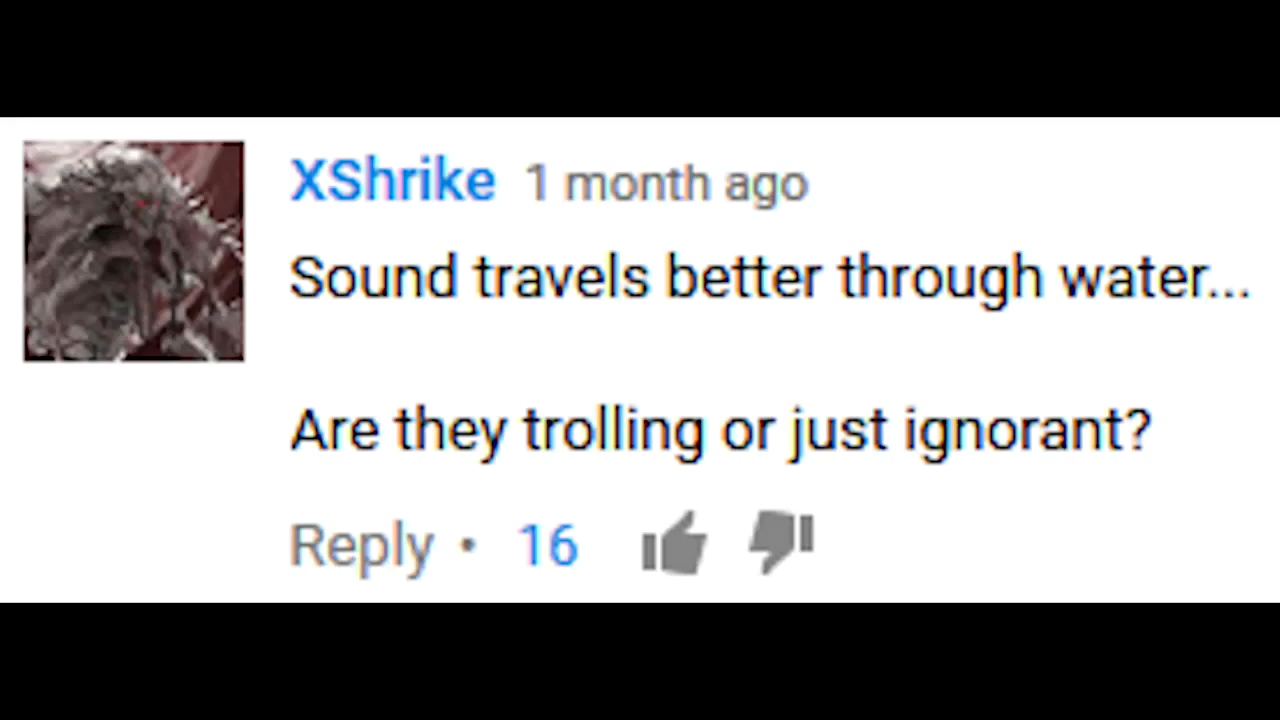 XShrike 1 month ago
Sound travels better through water...
Are they trolling or just ignorant?
Reply • 16